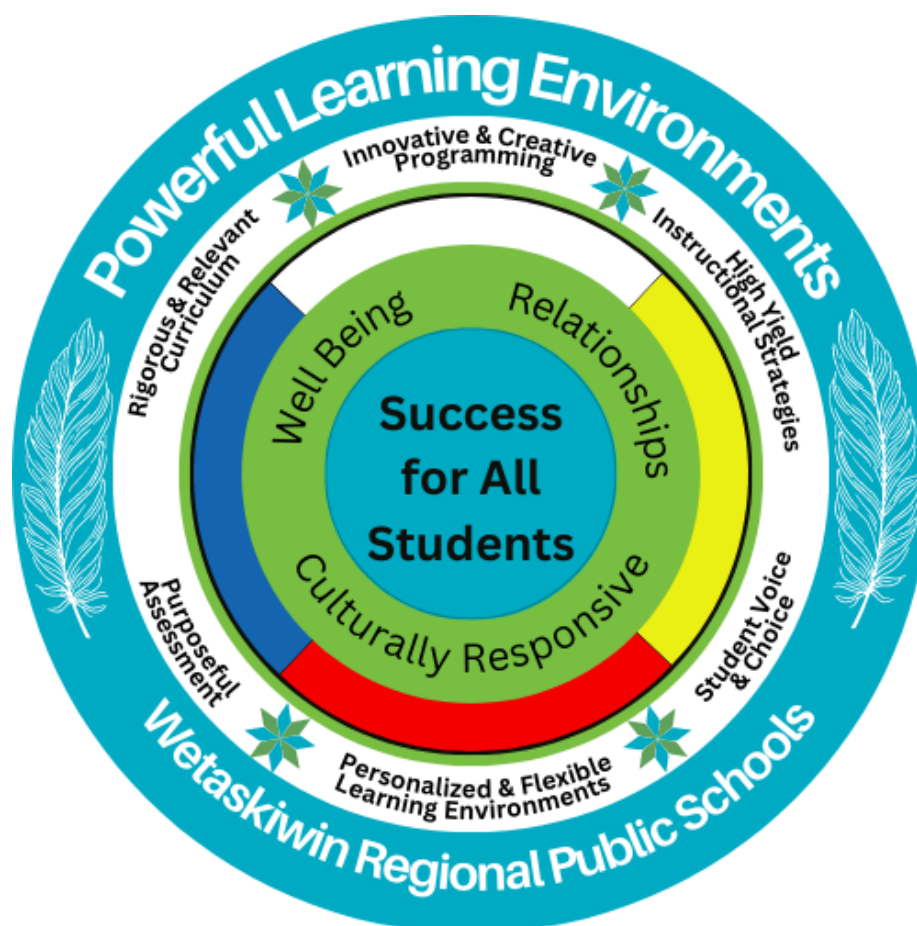 Powerful Learning Environments
Innovative & Creative
Programming
High Yield
Instructional Strategies
Student Voice
& Choice
Personalized & Flexible
Learning Environments
Purposeful
Assessment
Rigorous & Relevant
Curriculum
Well Being
Relationships
Culturally Responsive
Success
for All
Students
Wetaskiwin Regional Public Schools